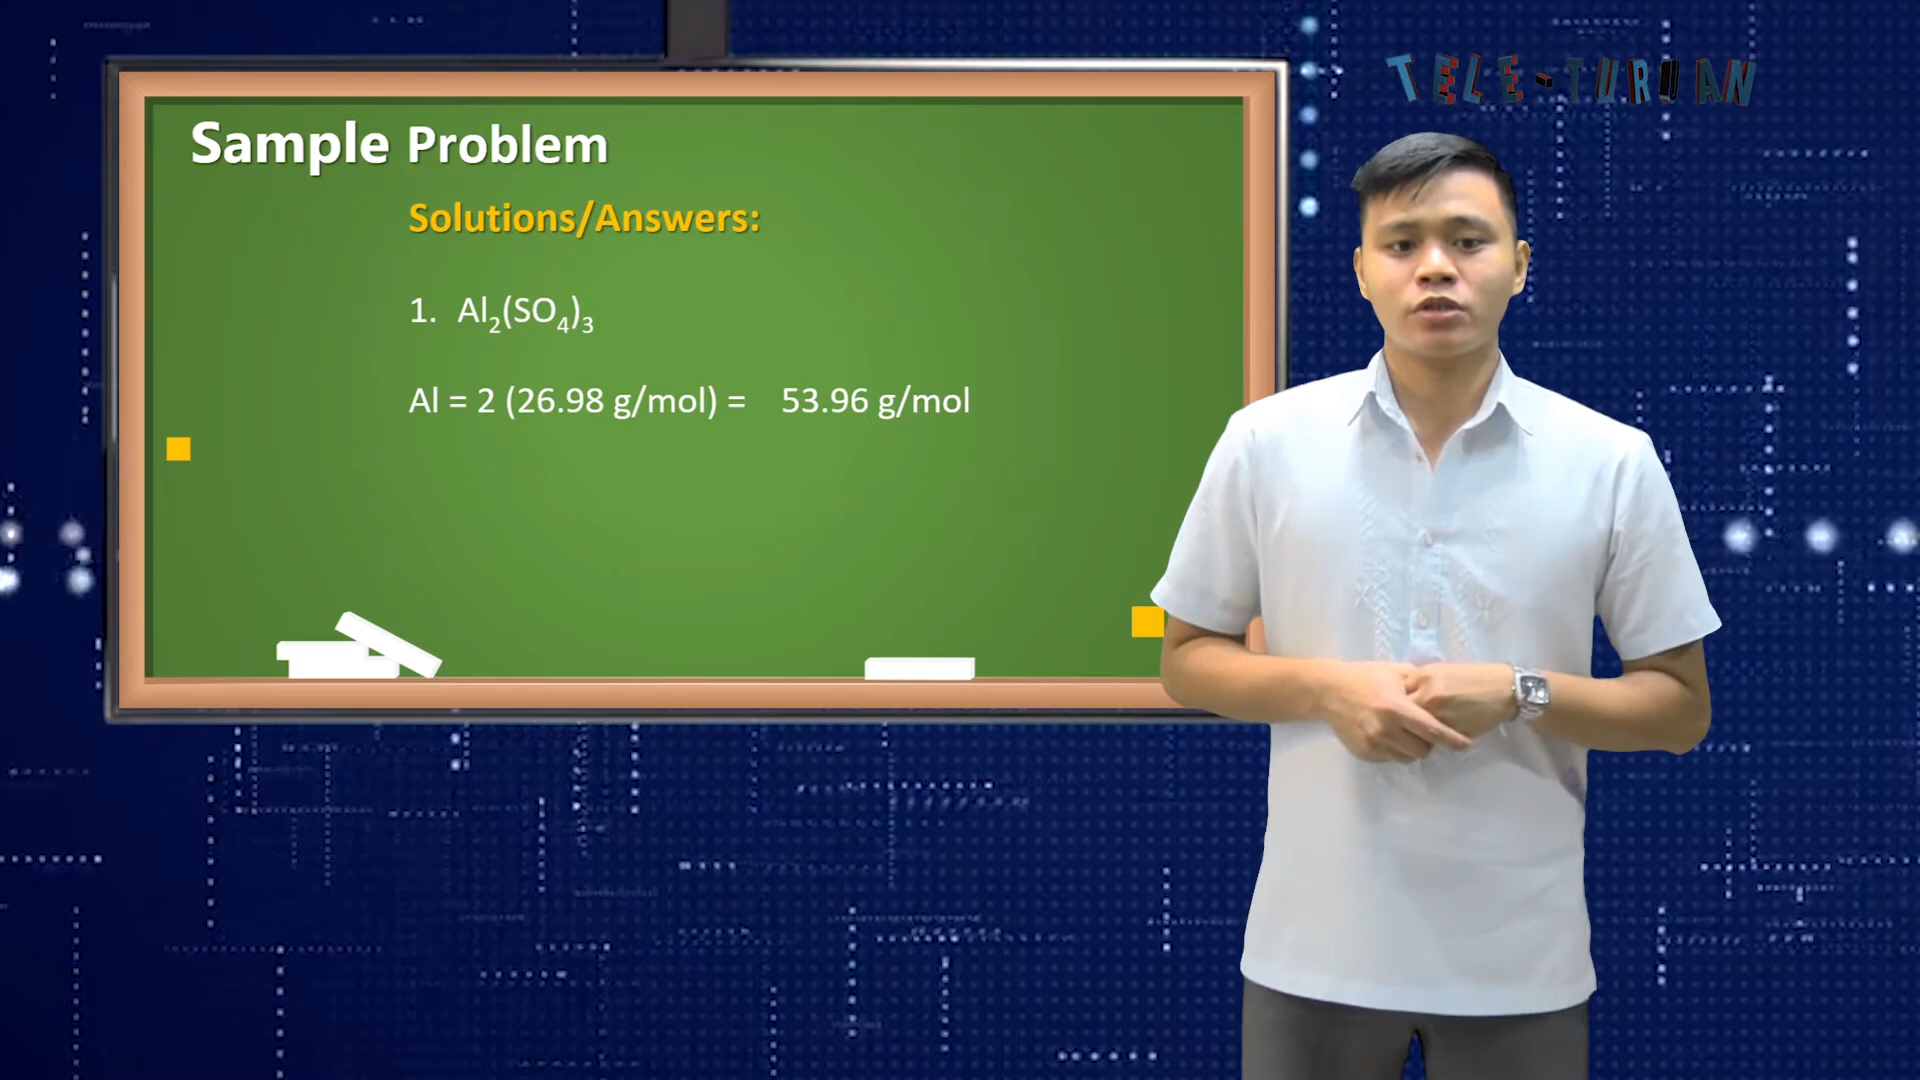 TELE-TURUAN
Sample Problem
Solutions/Answers:
1. Al₂(SO₄)₃
Al = 2 (26.98 g/mol) = 53.96 g/mol